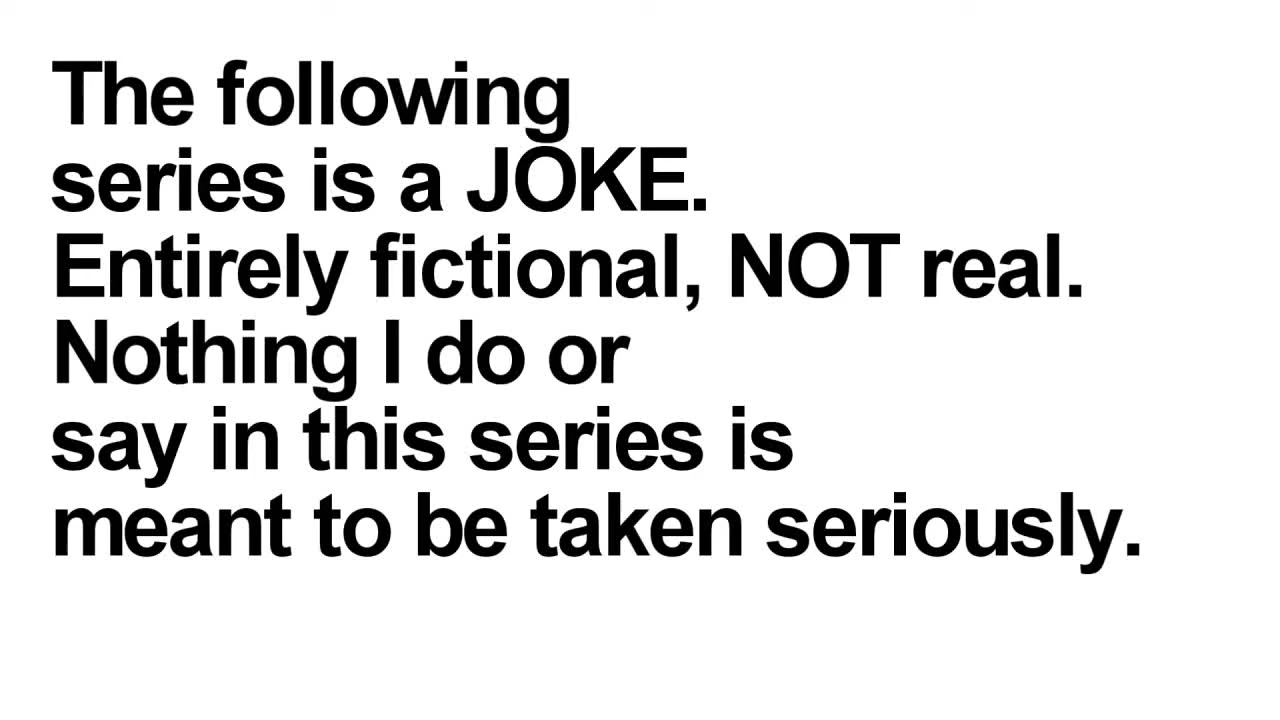 The following
series is a JOKE.
Entirely fictional, NOT real.
Nothing I do or
say in this series is
meant to be taken seriously.